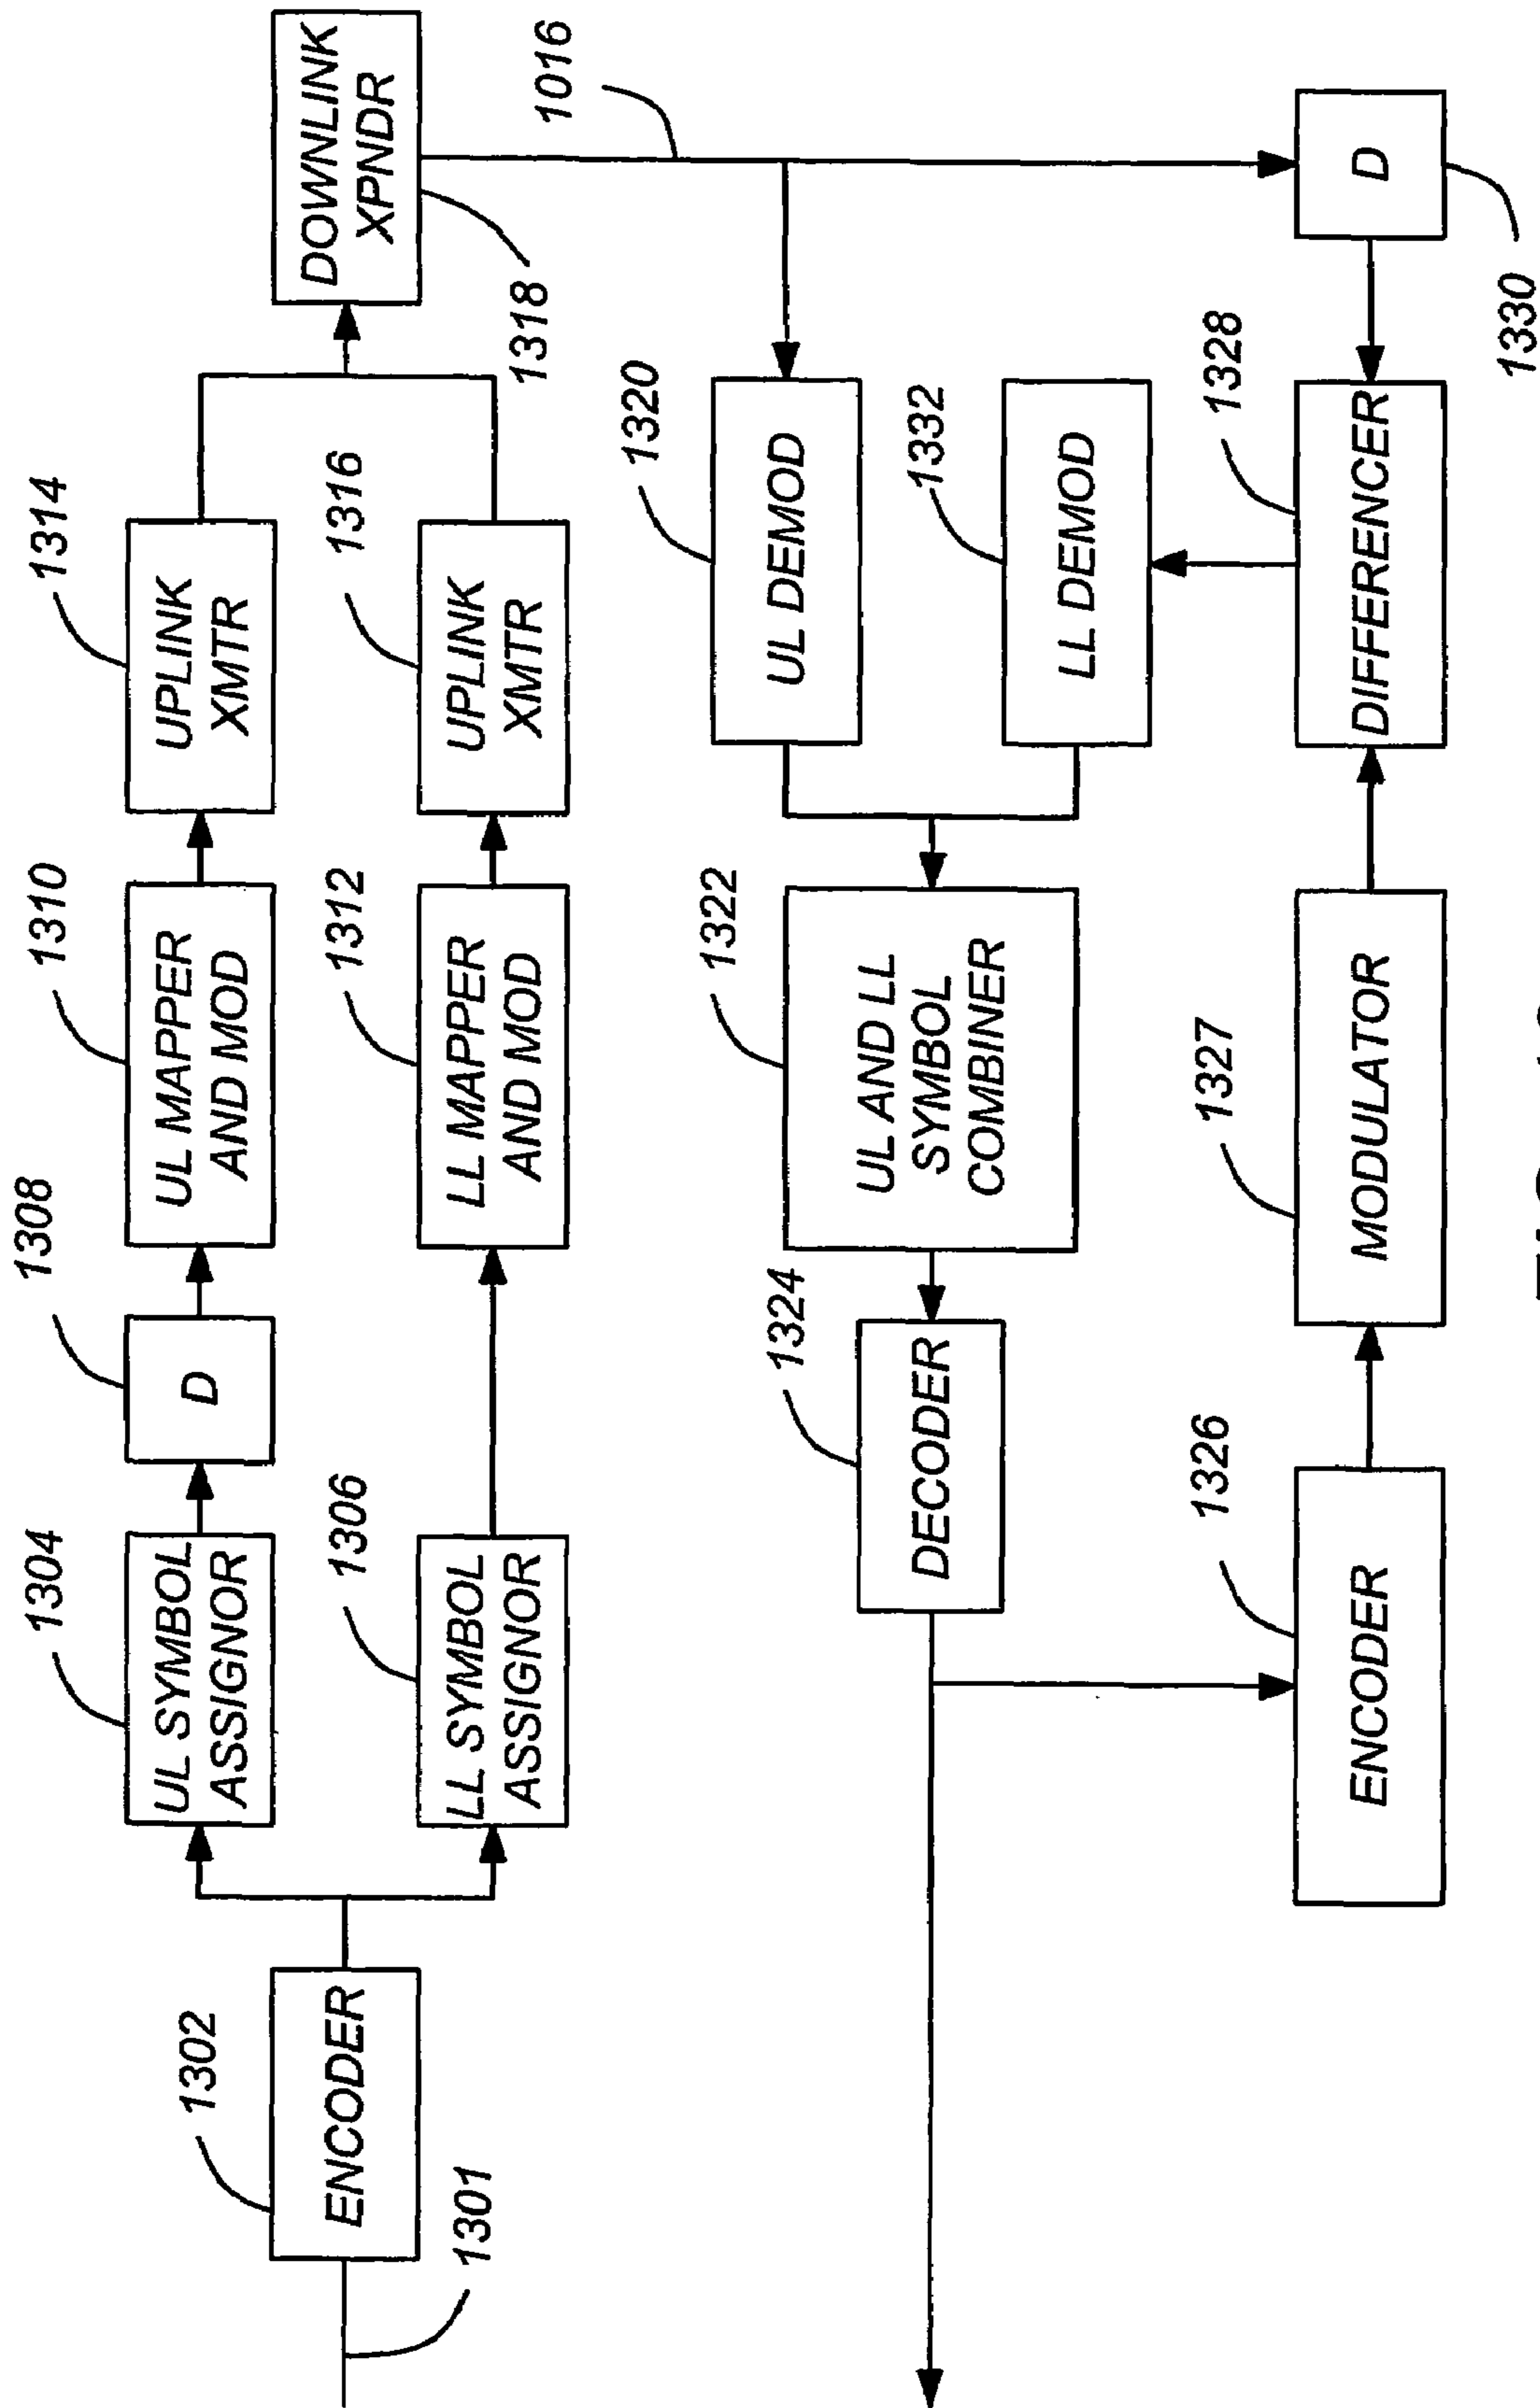 1301
1302
ENCODER
1304
UL SYMBOL
ASSIGNOR
1306
LL SYMBOL
ASSIGNOR
1308
D
1310
UL MAPPER
AND MOD
1312
LL MAPPER
AND MOD
1314
UPLINK
XMTR
1316
UPLINK
XMTR
DOWNLINK
XPNDR
1318
1016
1320
UL DEMOD
1332
LL DEMOD
1322
UL AND LL
SYMBOL
COMBINER
1324
DECODER
1326
ENCODER
1327
MODULATOR
1328
DIFFERENCER
D
1330